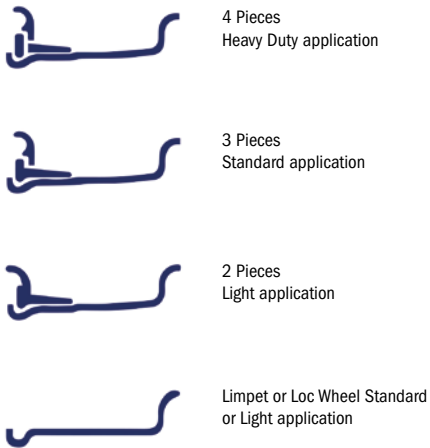 4 Pieces
Heavy Duty application
3 Pieces
Standard application
2 Pieces
Light application
Limpet or Loc Wheel Standard
or Light application